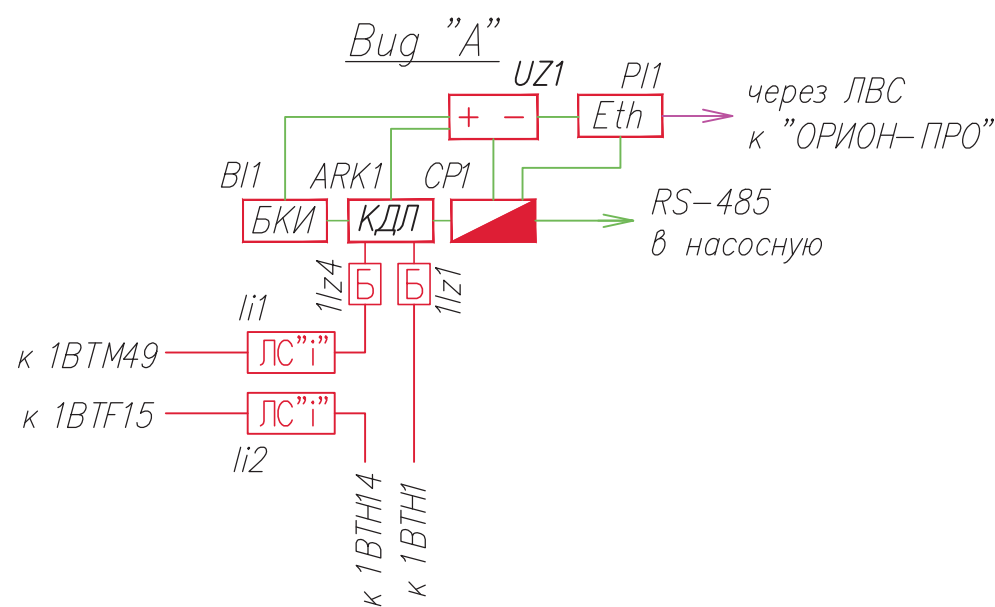 Вид "А"
UZ1
PI1
+ −
Eth
через ЛВС
к "ОРИОН-ПРО"
BI1
ARK1
CP1
БКИ
КДЛ
RS-485
в насосную
1Iz4
Б
Б
1Iz1
Ii1
к 1BTM49
ЛС"i"
к 1BTF15
ЛС"i"
Ii2
к 1BTH14
к 1BTH1